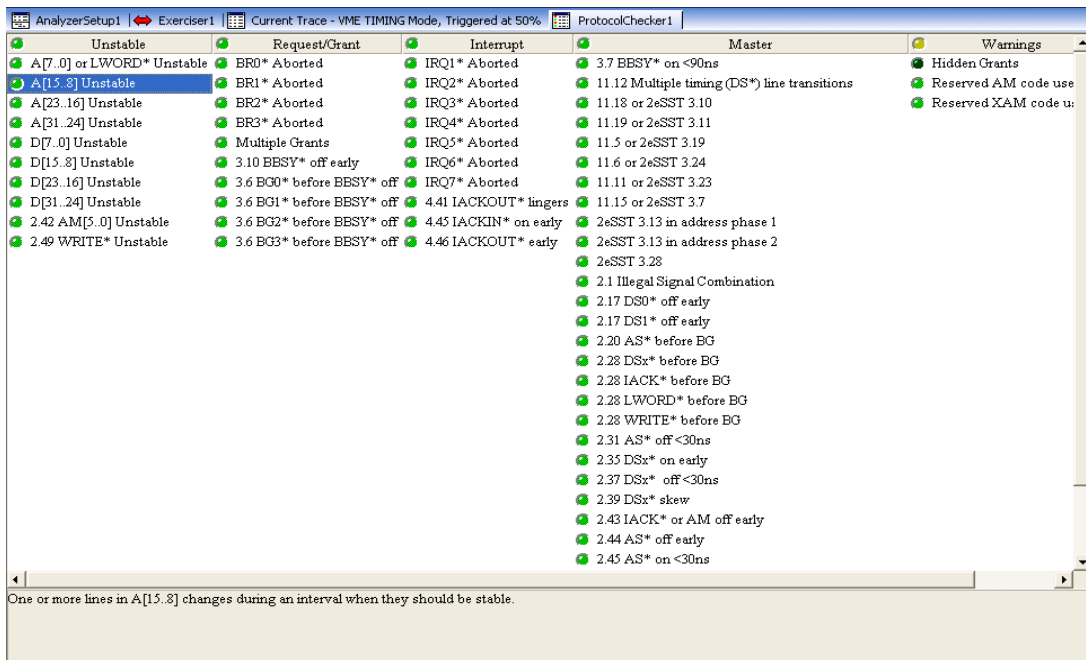 AnalyzerSetup1 Exerciser1 Current Trace - VME TIMING Mode, Triggered at 50% ProtocolChecker1
Unstable Request/Grant Interrupt Master Warnings
A[7..0] or LWORD* Unstable BR0* Aborted IRQ1* Aborted 3.7 BBSY* on <90ns Hidden Grants
A[15..8] Unstable BR1* Aborted IRQ2* Aborted 11.12 Multiple timing (DS*) line transitions Reserved AM code use
A[23..16] Unstable BR2* Aborted IRQ3* Aborted 11.18 or 2eSST 3.10 Reserved XAM code u
A[31..24] Unstable BR3* Aborted IRQ4* Aborted 11.19 or 2eSST 3.11
D[7..0] Unstable Multiple Grants IRQ5* Aborted 11.5 or 2eSST 3.19
D[15..8] Unstable 3.10 BBSY* off early IRQ6* Aborted 11.6 or 2eSST 3.24
D[23..16] Unstable 3.6 BG0* before BBSY* off IRQ7* Aborted 11.11 or 2eSST 3.23
D[31..24] Unstable 3.6 BG1* before BBSY* off 4.41 IACKOUT* lingers 11.15 or 2eSST 3.7
2.42 AM[5..0] Unstable 3.6 BG2* before BBSY* off 4.45 IACKIN* on early 2eSST 3.13 in address phase 1
2.49 WRITE* Unstable 3.6 BG3* before BBSY* off 4.46 IACKOUT* early 2eSST 3.13 in address phase 2
2eSST 3.28
2.1 Illegal Signal Combination
2.17 DS0* off early
2.17 DS1* off early
2.20 AS* before BG
2.28 DSx* before BG
2.28 IACK* before BG
2.28 LWORD* before BG
2.28 WRITE* before BG
2.31 AS* off <30ns
2.35 DSx* on early
2.37 DSx* off <30ns
2.39 DSx* skew
2.43 IACK* or AM off early
2.44 AS* off early
2.45 AS* on <30ns
One or more lines in A[15..8] changes during an interval when they should be stable.